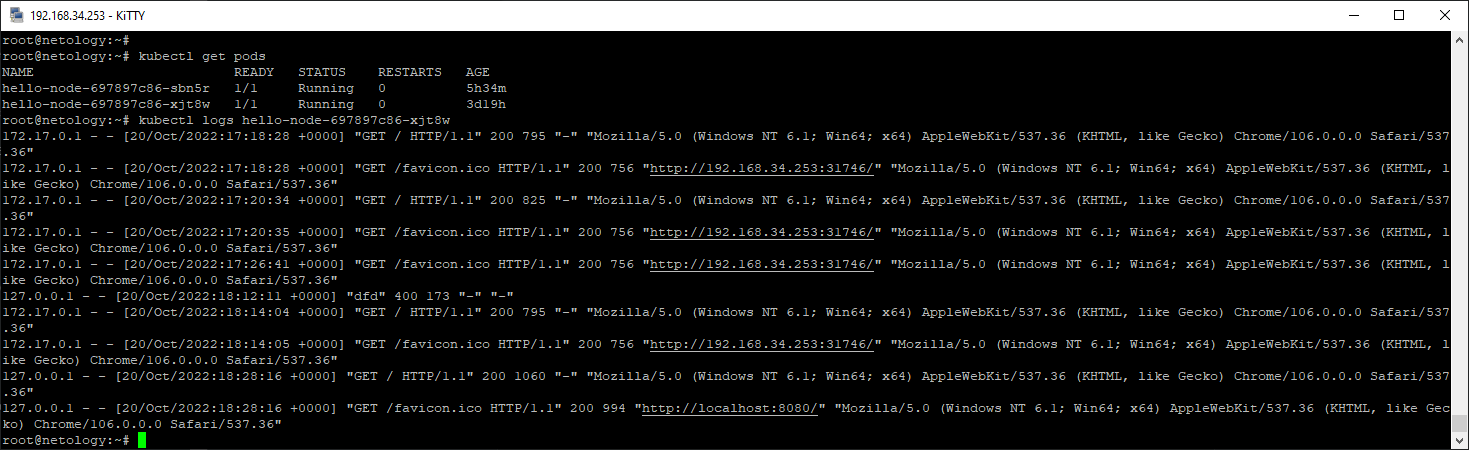 192.168.34.253 - KiTTY
root@netology:~#
root@netology:~# kubectl get pods
NAME                          READY   STATUS    RESTARTS   AGE
hello-node-697897c86-sbn5r   1/1     Running   0          5h34m
hello-node-697897c86-xjt8w   1/1     Running   0          3d19h
root@netology:~# kubectl logs hello-node-697897c86-xjt8w
172.17.0.1 - - [20/Oct/2022:17:18:28 +0000] "GET / HTTP/1.1" 200 795 "-" "Mozilla/5.0 (Windows NT 6.1; Win64; x64) AppleWebKit/537.36 (KHTML, like Gecko) Chrome/106.0.0.0 Safari/537
.36"
172.17.0.1 - - [20/Oct/2022:17:18:28 +0000] "GET /favicon.ico HTTP/1.1" 200 756 "http://192.168.34.253:31746/" "Mozilla/5.0 (Windows NT 6.1; Win64; x64) AppleWebKit/537.36 (KHTML, l
ike Gecko) Chrome/106.0.0.0 Safari/537.36"
172.17.0.1 - - [20/Oct/2022:17:20:34 +0000] "GET / HTTP/1.1" 200 825 "-" "Mozilla/5.0 (Windows NT 6.1; Win64; x64) AppleWebKit/537.36 (KHTML, like Gecko) Chrome/106.0.0.0 Safari/537
.36"
172.17.0.1 - - [20/Oct/2022:17:20:35 +0000] "GET /favicon.ico HTTP/1.1" 200 756 "http://192.168.34.253:31746/" "Mozilla/5.0 (Windows NT 6.1; Win64; x64) AppleWebKit/537.36 (KHTML, l
ike Gecko) Chrome/106.0.0.0 Safari/537.36"
172.17.0.1 - - [20/Oct/2022:17:26:41 +0000] "GET /favicon.ico HTTP/1.1" 200 756 "http://192.168.34.253:31746/" "Mozilla/5.0 (Windows NT 6.1; Win64; x64) AppleWebKit/537.36 (KHTML, l
ike Gecko) Chrome/106.0.0.0 Safari/537.36"
127.0.0.1 - - [20/Oct/2022:18:12:11 +0000] "dfd" 400 173 "-" "-"
172.17.0.1 - - [20/Oct/2022:18:14:04 +0000] "GET / HTTP/1.1" 200 795 "-" "Mozilla/5.0 (Windows NT 6.1; Win64; x64) AppleWebKit/537.36 (KHTML, like Gecko) Chrome/106.0.0.0 Safari/537
.36"
172.17.0.1 - - [20/Oct/2022:18:14:05 +0000] "GET /favicon.ico HTTP/1.1" 200 756 "http://192.168.34.253:31746/" "Mozilla/5.0 (Windows NT 6.1; Win64; x64) AppleWebKit/537.36 (KHTML, l
ike Gecko) Chrome/106.0.0.0 Safari/537.36"
127.0.0.1 - - [20/Oct/2022:18:28:16 +0000] "GET / HTTP/1.1" 200 1060 "-" "Mozilla/5.0 (Windows NT 6.1; Win64; x64) AppleWebKit/537.36 (KHTML, like Gecko) Chrome/106.0.0.0 Safari/537
.36"
127.0.0.1 - - [20/Oct/2022:18:28:16 +0000] "GET /favicon.ico HTTP/1.1" 200 994 "http://localhost:8080/" "Mozilla/5.0 (Windows NT 6.1; Win64; x64) AppleWebKit/537.36 (KHTML, like Gec
ko) Chrome/106.0.0.0 Safari/537.36"
root@netology:~#